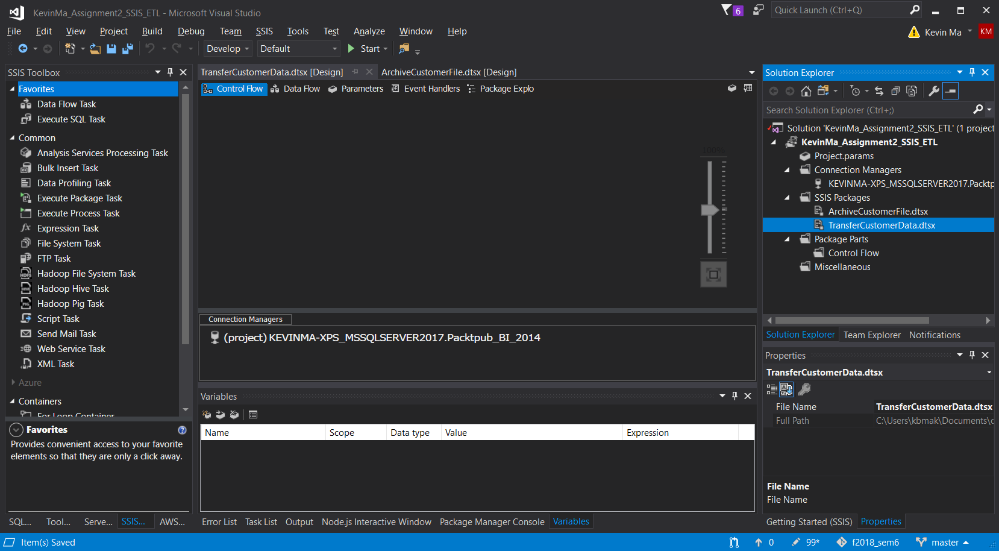 KevinMa_Assignment2_SSIS_ETL - Microsoft Visual Studio
6
Quick Launch (Ctrl+Q)
File Edit View Project Build Debug Team SSIS Tools Test Analyze Window Help
Kevin Ma
KM
Develop
Default
Start
SSIS Toolbox
Favorites
Data Flow Task
Execute SQL Task
Common
Analysis Services Processing Task
Bulk Insert Task
Data Profiling Task
Execute Package Task
Execute Process Task
Expression Task
File System Task
FTP Task
Hadoop File System Task
Hadoop Hive Task
Hadoop Pig Task
Script Task
Send Mail Task
Web Service Task
XML Task
Azure
Containers
For Loop Container
Favorites
Provides convenient access to your favorite
elements so that they are only a click away.
SQL... Tool... Serve... SSIS... AWS...
TransferCustomerData.dtsx [Design]
ArchiveCustomerFile.dtsx [Design]
Control Flow Data Flow Parameters Event Handlers Package Explo
100%
Connection Managers
(project) KEVINMA-XPS_MSSQLSERVER2017.Packtpub_BI_2014
Variables
Name Scope Data type Value Expression
Error List Task List Output Node.js Interactive Window Package Manager Console Variables
Solution Explorer
Search Solution Explorer (Ctrl+;)
Solution 'KevinMa_Assignment2_SSIS_ETL' (1 project
KevinMa_Assignment2_SSIS_ETL
Project.params
Connection Managers
KEVINMA-XPS_MSSQLSERVER2017.Packtp
SSIS Packages
ArchiveCustomerFile.dtsx
TransferCustomerData.dtsx
Package Parts
Control Flow
Miscellaneous
Solution Explorer Team Explorer Notifications
Properties
TransferCustomerData.dtsx
File Name TransferCustomerData.dtsx
Full Path C:\Users\kbmak\Documents\c
File Name
File Name
Getting Started (SSIS) Properties
Item(s) Saved
0
99*
f2018_sem6
master